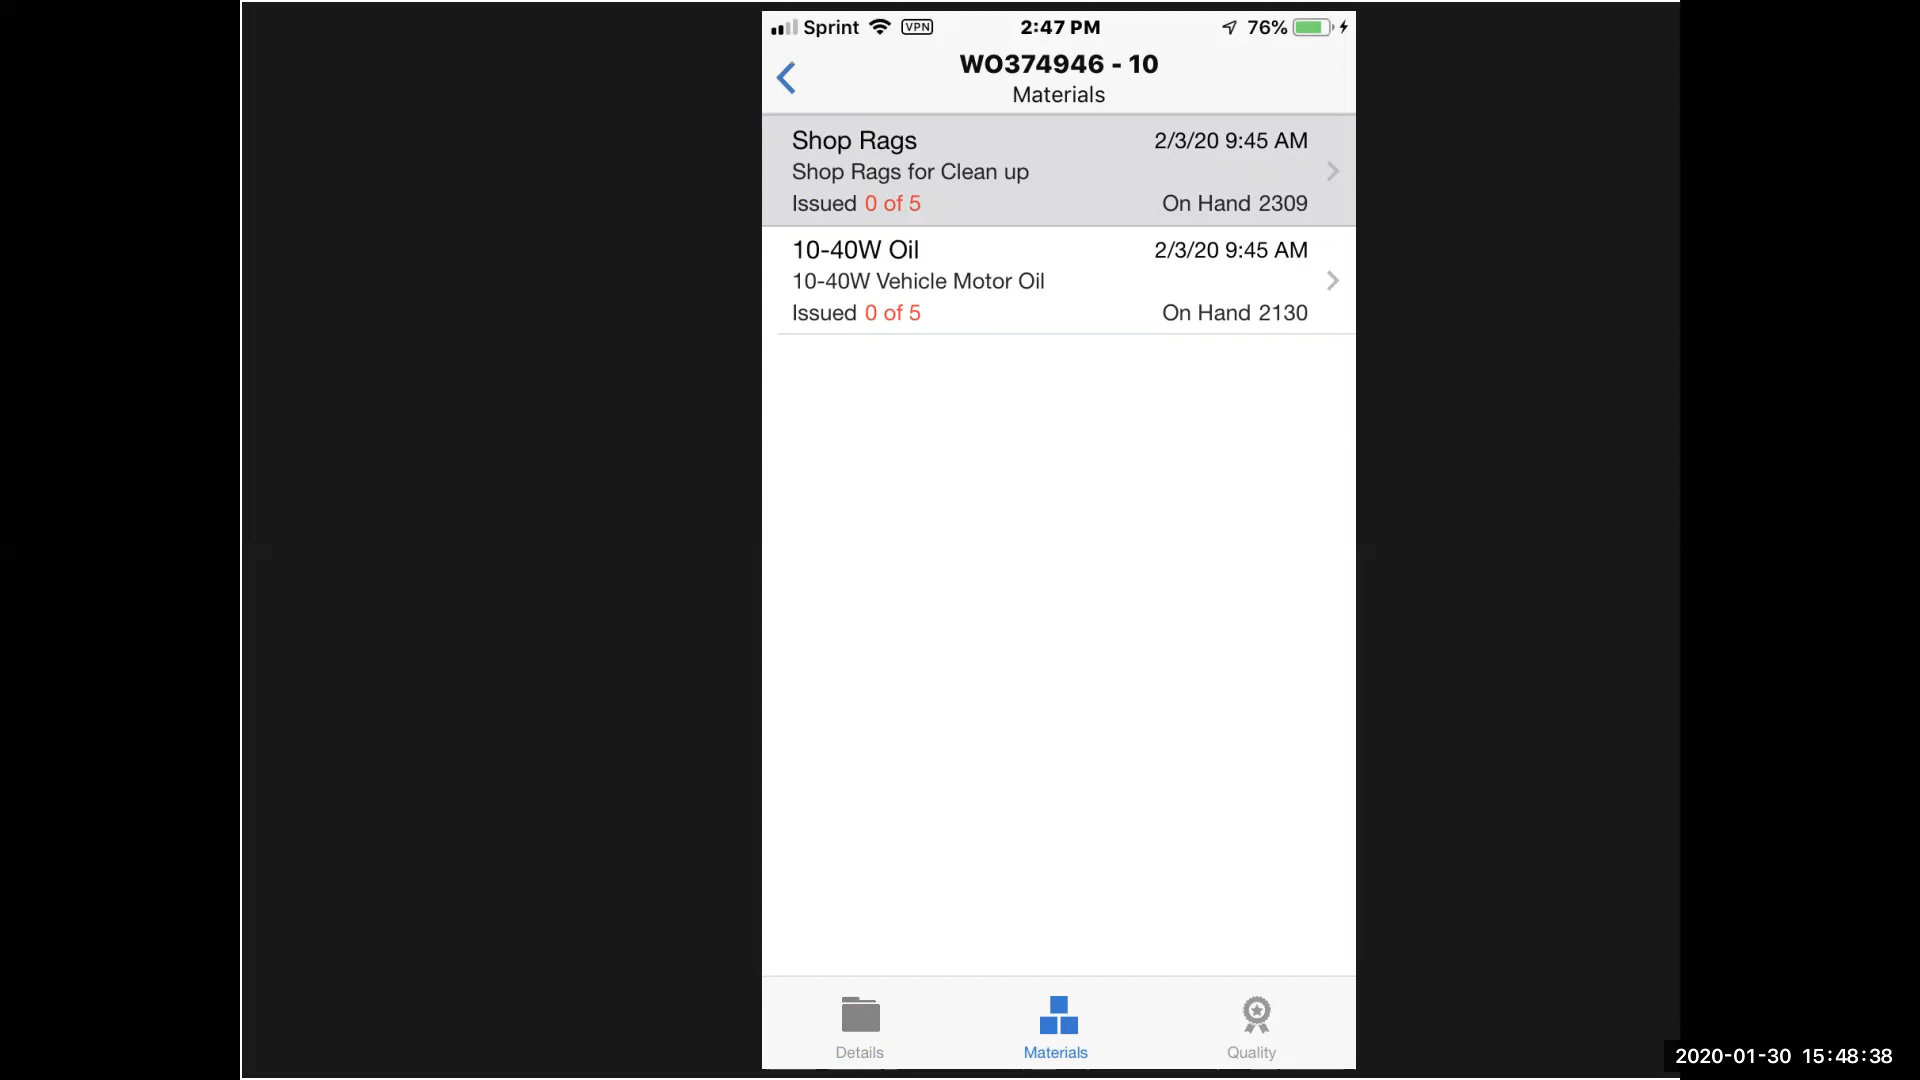 Sprint VPN 2:47 PM 76%
WO374946 - 10
Materials
Shop Rags 2/3/20 9:45 AM
Shop Rags for Clean up
Issued 0 of 5 On Hand 2309
10-40W Oil 2/3/20 9:45 AM
10-40W Vehicle Motor Oil
Issued 0 of 5 On Hand 2130
Details Materials Quality
2020-01-30 15:48:38